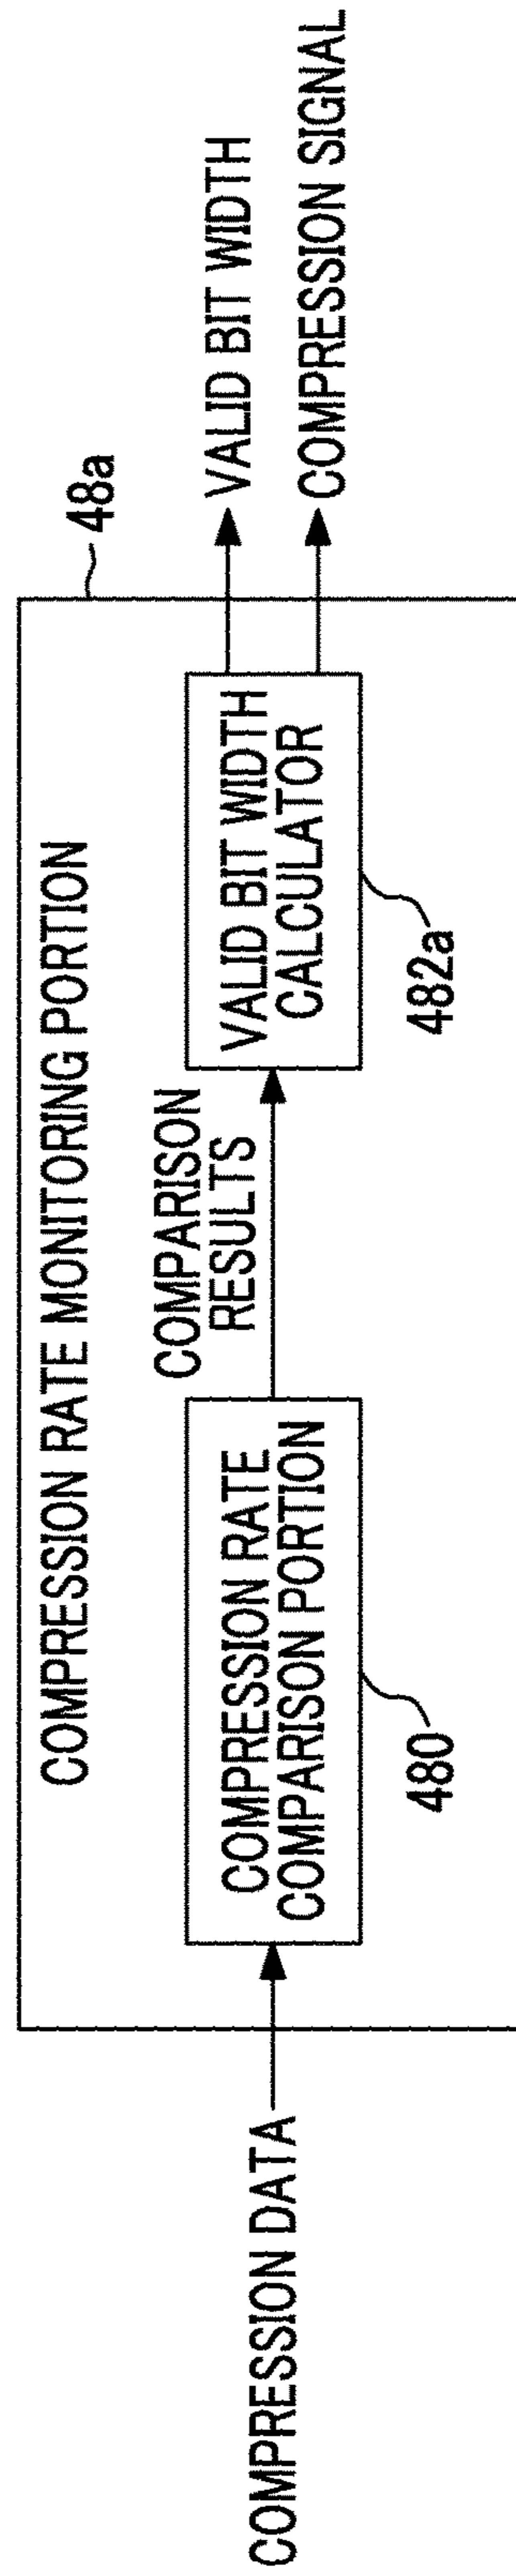 COMPRESSION RATE MONITORING PORTION
48a
COMPRESSION DATA
COMPRESSION RATE
COMPARISON PORTION
480
COMPARISON
RESULTS
VALID BIT WIDTH
CALCULATOR
482a
VALID BIT WIDTH
COMPRESSION SIGNAL